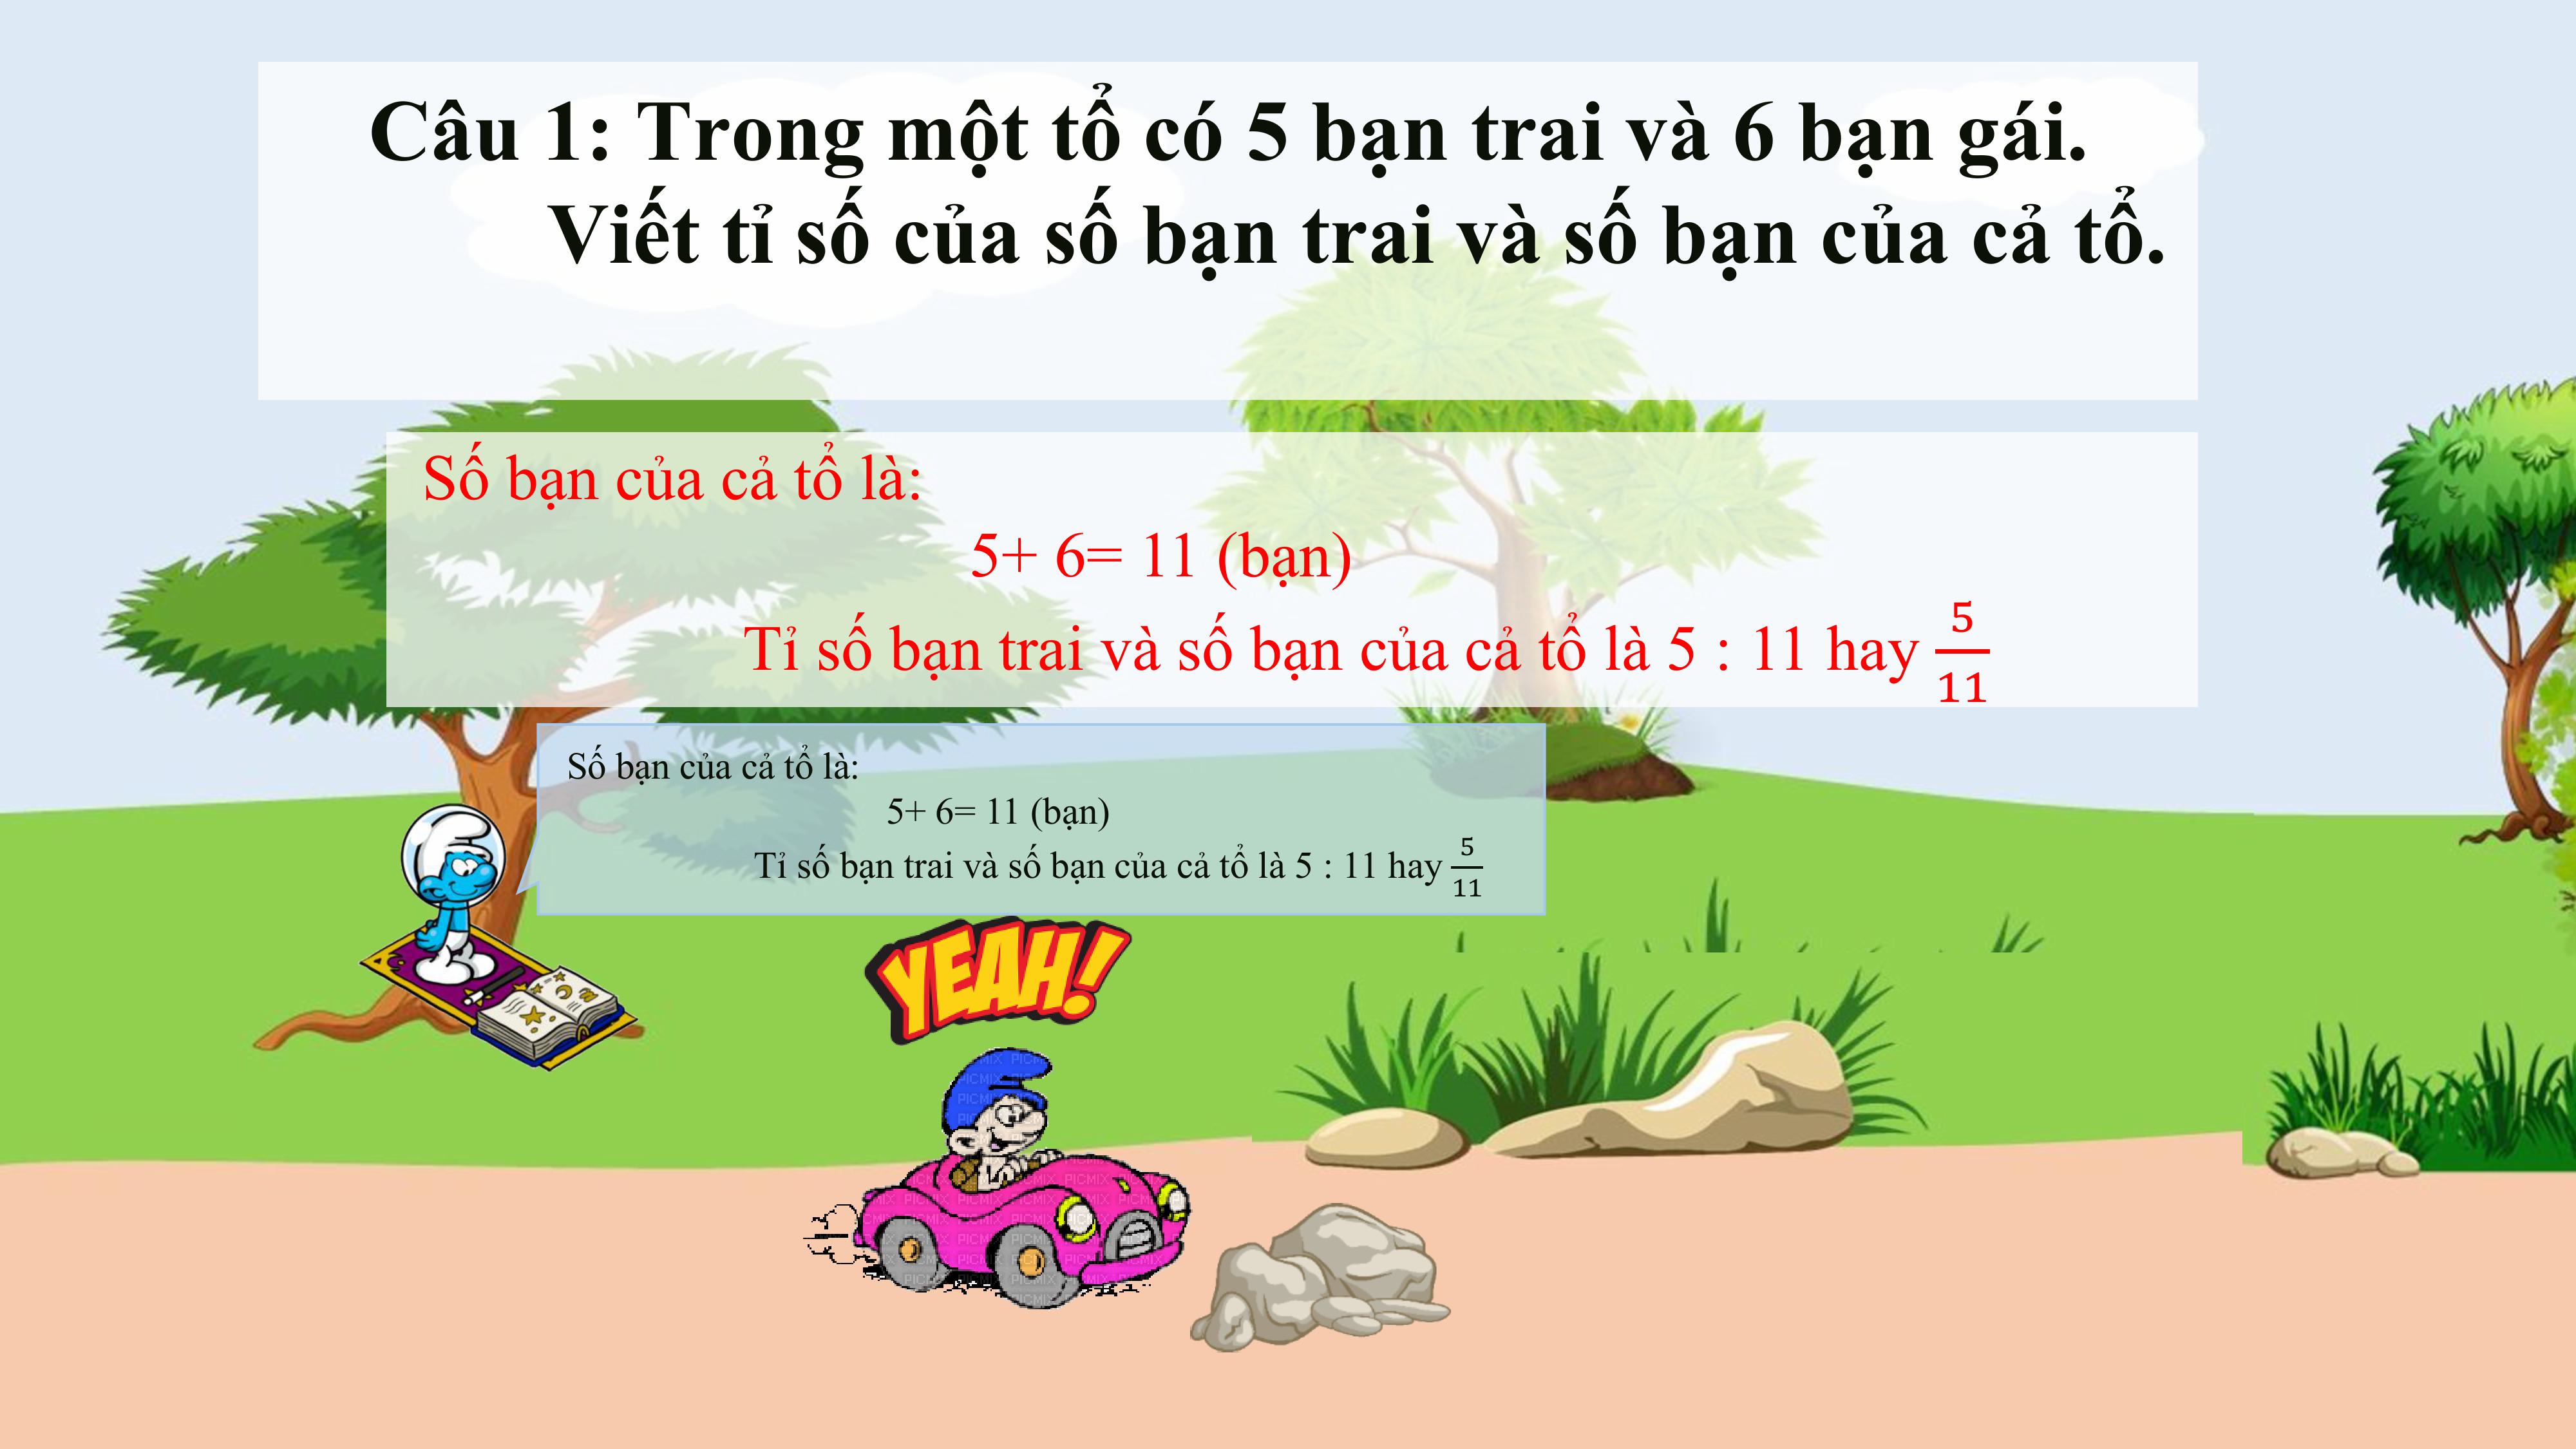 Câu 1: Trong một tổ có 5 bạn trai và 6 bạn gái.
Viết tỉ số của số bạn trai và số bạn của cả tổ.
Số bạn của cả tổ là:
5+ 6= 11 (bạn)
Tỉ số bạn trai và số bạn của cả tổ là 5 : 11 hay 5/11
Số bạn của cả tổ là:
5+ 6= 11 (bạn)
Tỉ số bạn trai và số bạn của cả tổ là 5 : 11 hay 5/11
YEAH!
PICMIX